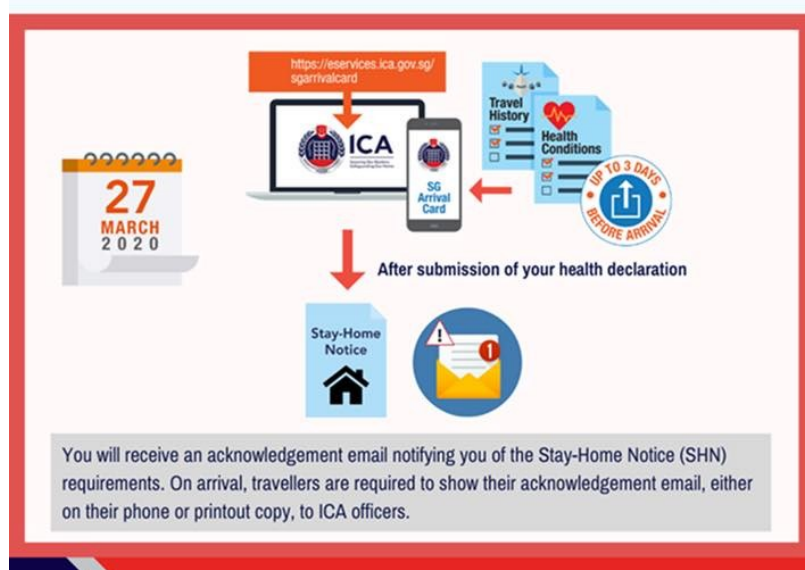 https://eservices.ica.gov.sg/
sgarrivalcard
27
MARCH
2020
ICA
SG
Arrival
Card
Travel
History
Health
Conditions
UP TO 3 DAYS
BEFORE ARRIVAL
After submission of your health declaration
Stay-Home
Notice
!
1
You will receive an acknowledgement email notifying you of the Stay-Home Notice (SHN)
requirements. On arrival, travellers are required to show their acknowledgement email, either
on their phone or printout copy, to ICA officers.